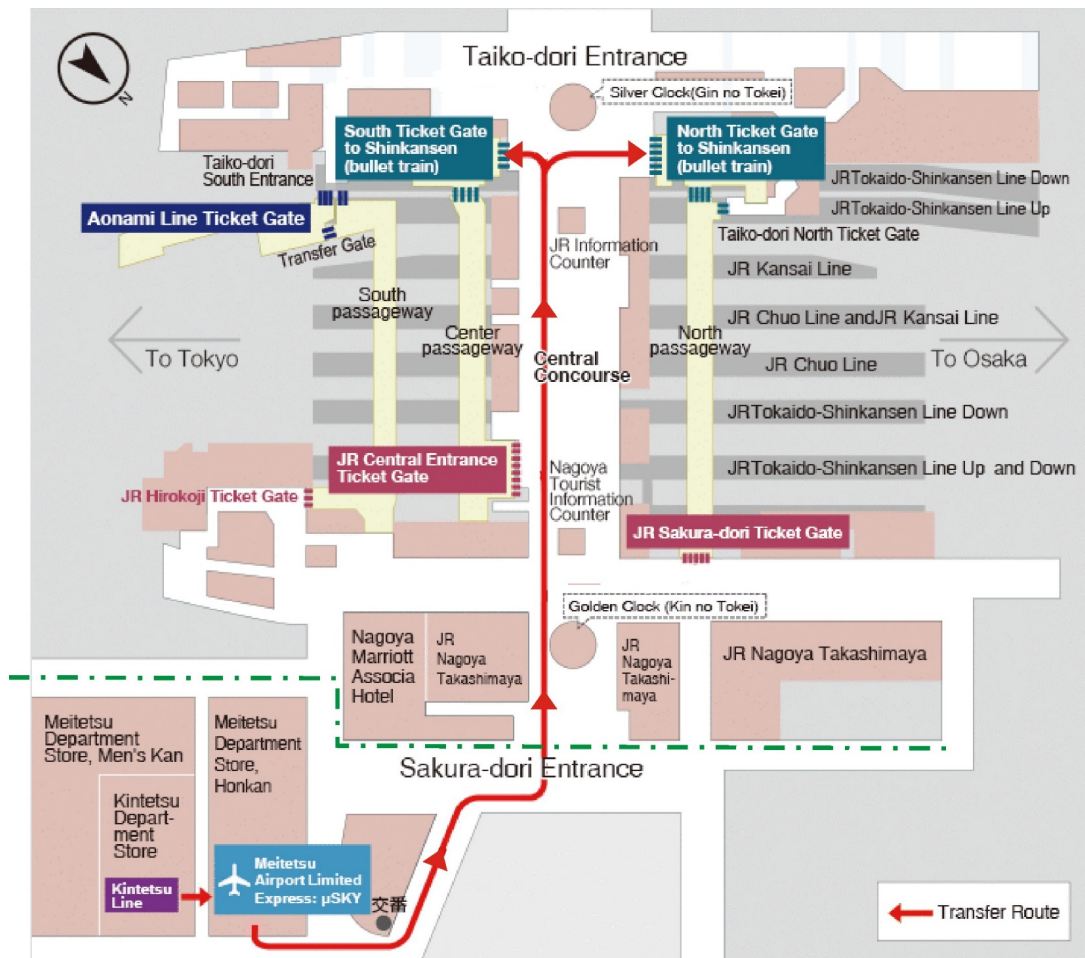 Taiko-dori Entrance
N
Silver Clock(Gin no Tokei)
South Ticket Gate
to Shinkansen
(bullet train)
North Ticket Gate
to Shinkansen
(bullet train)
Taiko-dori
South Entrance
JRTokaido-Shinkansen Line Down
JRTokaido-Shinkansen Line Up
Aonami Line Ticket Gate
Transfer Gate
Taiko-dori North Ticket Gate
JR Information
Counter
JR Kansai Line
South
passageway
Center
passageway
North
passageway
JR Chuo Line andJR Kansai Line
To Tokyo
Central
Concourse
JR Chuo Line
To Osaka
JRTokaido-Shinkansen Line Down
JR Central Entrance
Ticket Gate
Nagoya
Tourist
Information
Counter
JRTokaido-Shinkansen Line Up and Down
JR Hirokoji Ticket Gate
JR Sakura-dori Ticket Gate
Golden Clock (Kin no Tokei)
Nagoya
Marriott
Associa
Hotel
JR
Nagoya
Takashimaya
JR
Nagoya
Takashi-
maya
JR Nagoya Takashimaya
Meitetsu
Department
Store, Men's Kan
Meitetsu
Department
Store,
Honkan
Sakura-dori Entrance
Kintetsu
Depart-
ment
Store
Kintetsu
Line
Meitetsu
Airport Limited
Express: μSKY
交番
Transfer Route